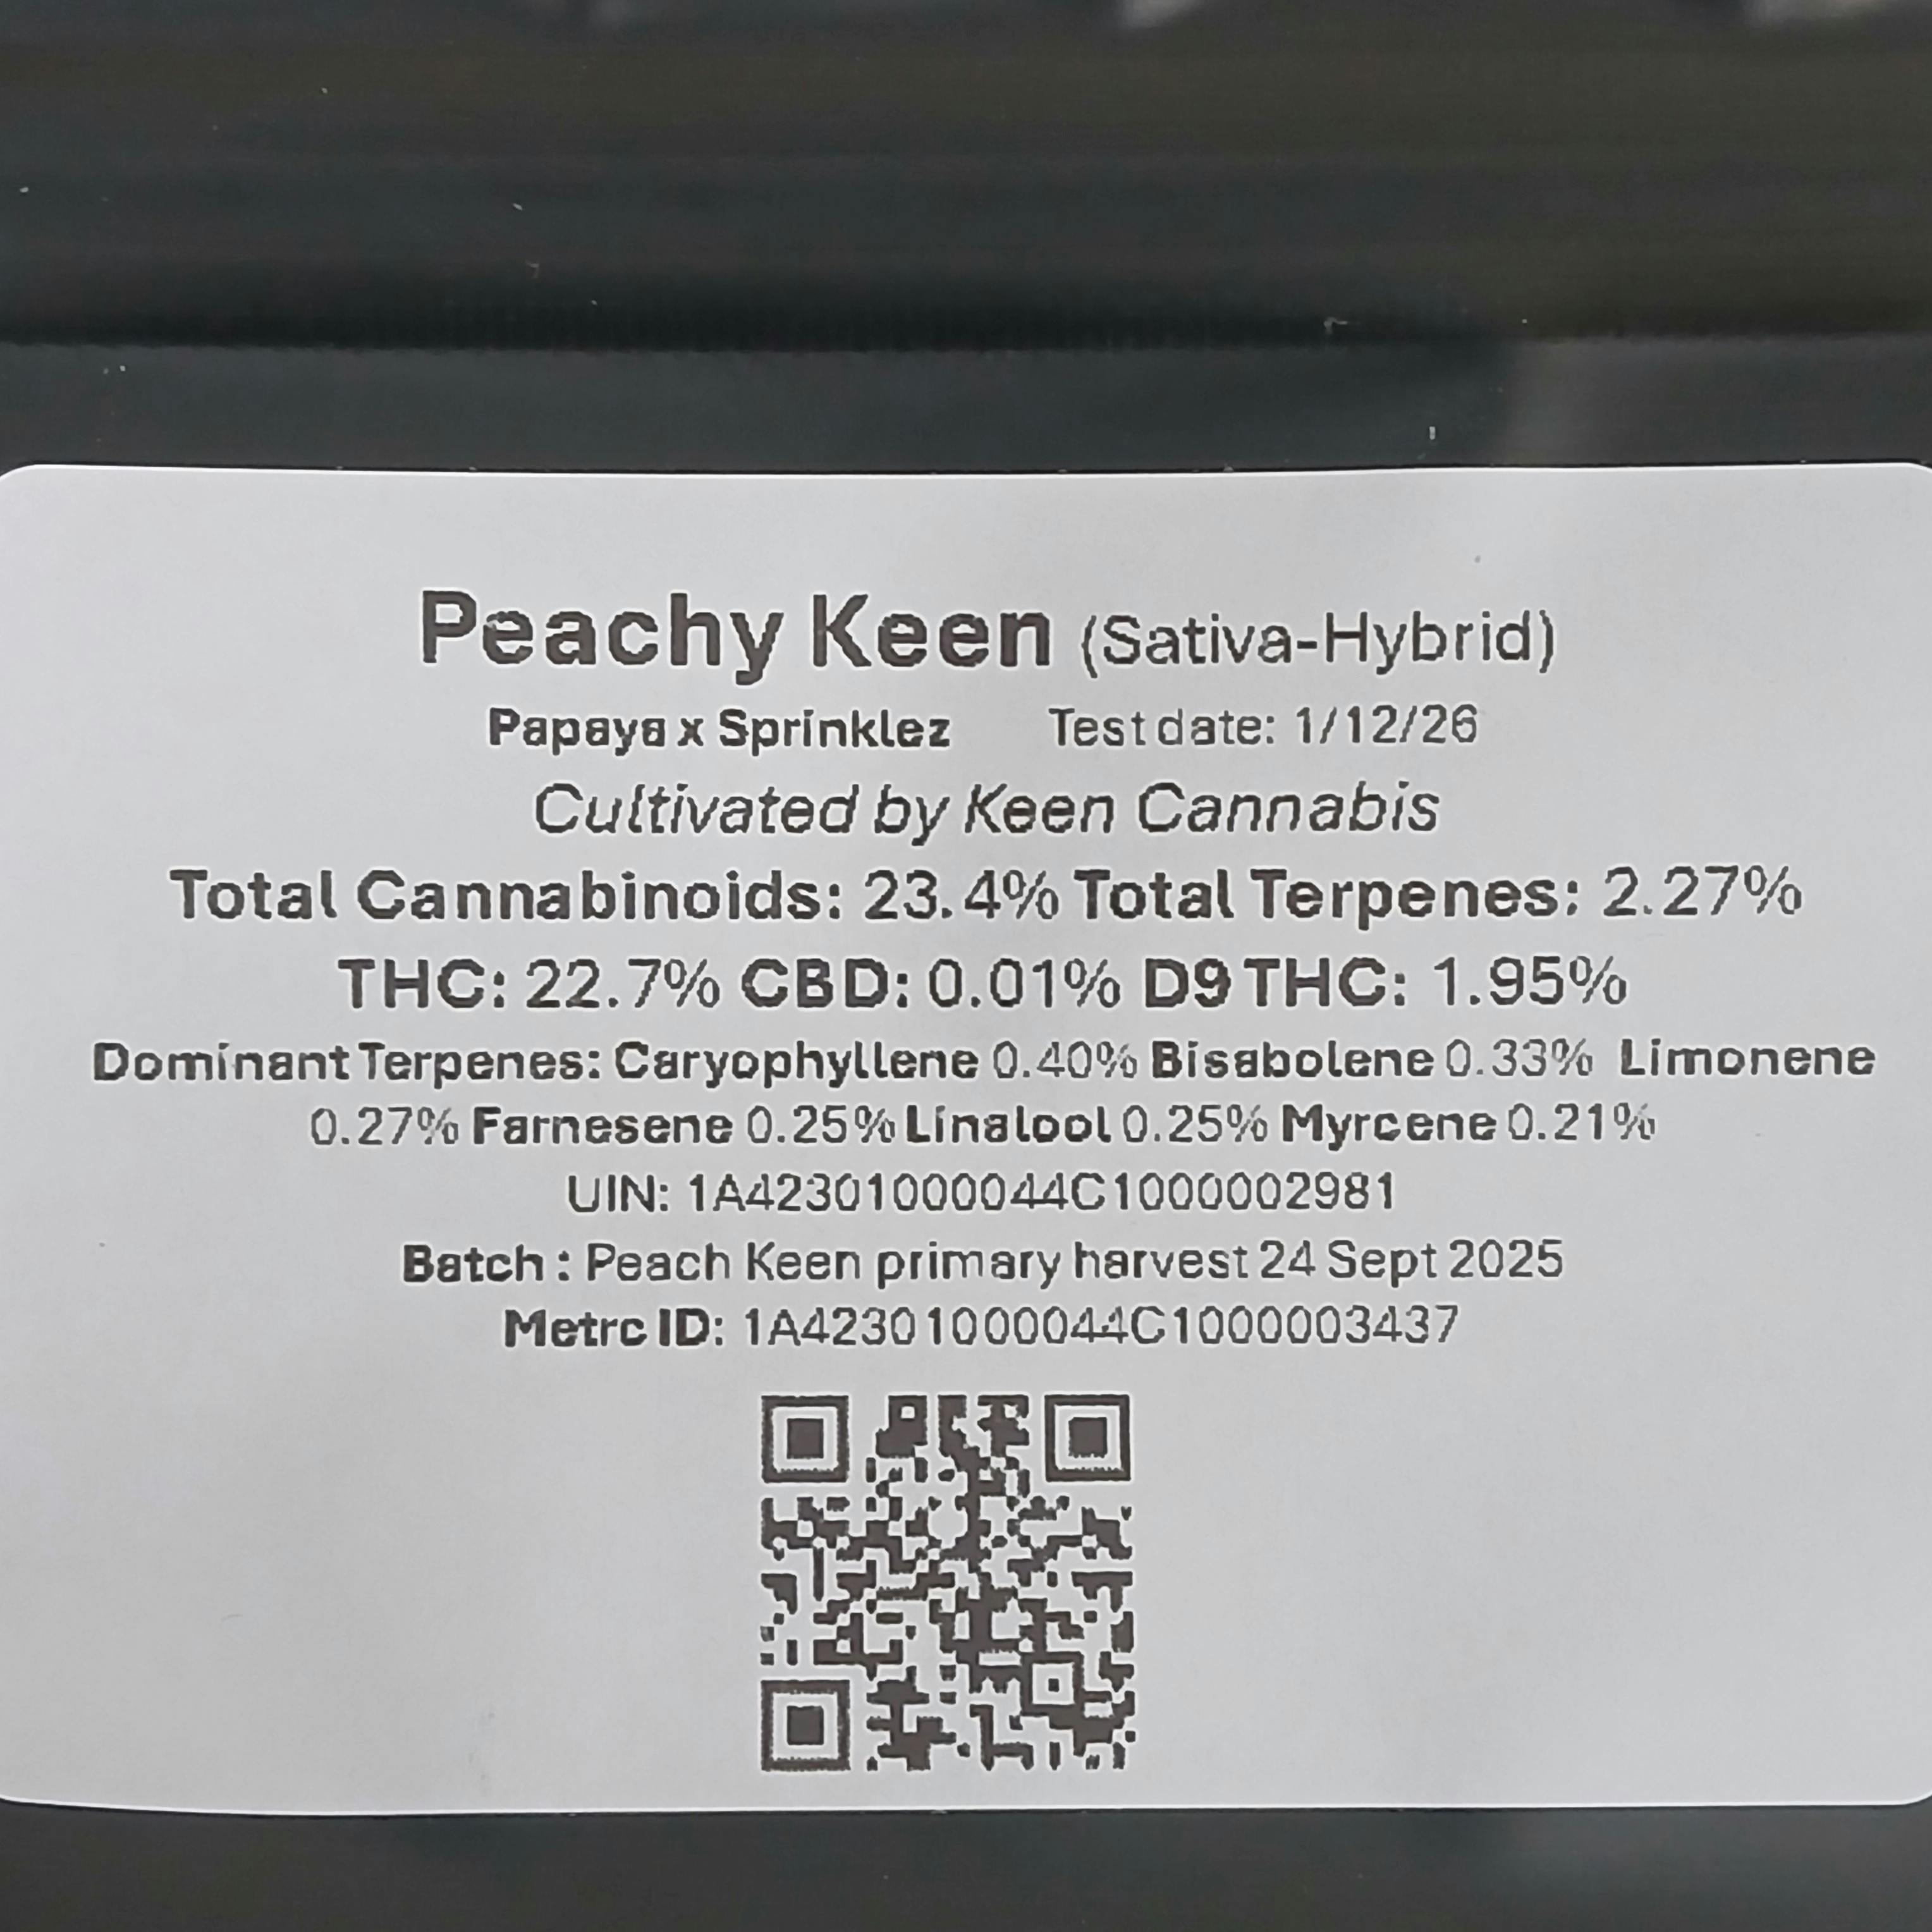 Peachy Keen (Sativa-Hybrid)
Papaya x Sprinklez Test date: 1/12/26
Cultivated by Keen Cannabis
Total Cannabinoids: 23.4% Total Terpenes: 2.27%
THC: 22.7% CBD: 0.01% D9 THC: 1.95%
Dominant Terpenes: Caryophyllene 0.40% Bisabolene 0.33% Limonene
0.27% Farnesene 0.25% Linalool 0.25% Myrcene 0.21%
UIN: 1A42301000044C1000002981
Batch : Peach Keen primary harvest 24 Sept 2025
Metrc ID: 1A42301000044C1000003437